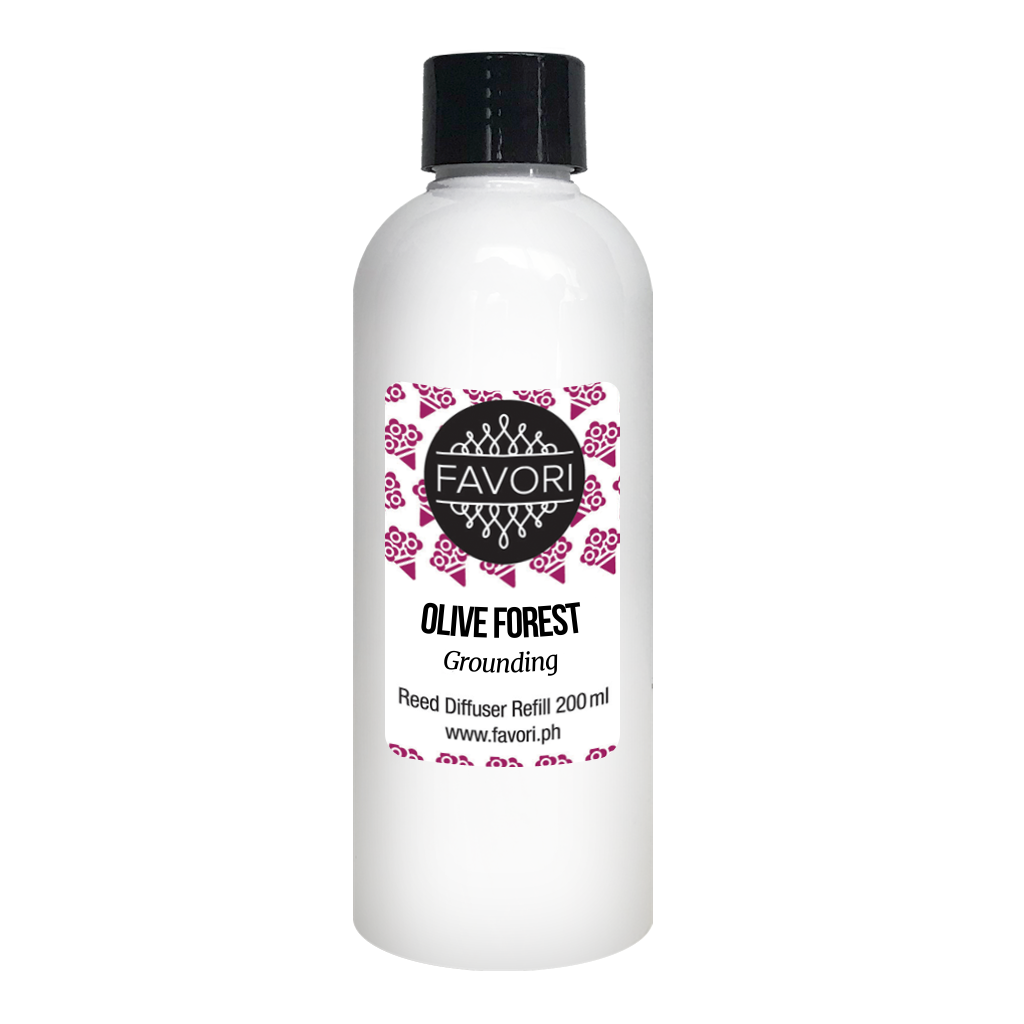 FAVORI
OLIVE FOREST
Grounding
Reed Diffuser Refill 200 ml
www.favori.ph